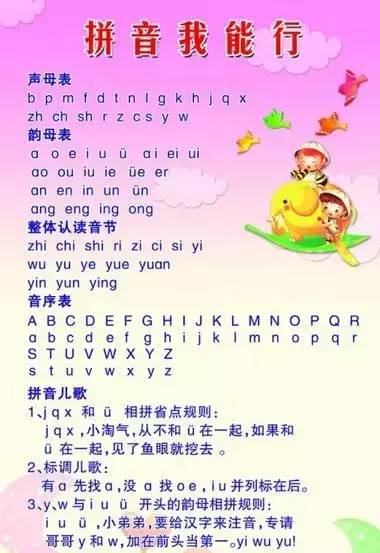 拼音我能行
声母表
b p m f d t n l g k h j q x
zh ch sh r z c s y w
韵母表
ɑ o e i u ü ɑi ei ui
ɑo ou iu ie üe er
ɑn en in un ün
ɑng eng ing ong
整体认读音节
zhi chi shi ri zi ci si yi
wu yu ye yue yuan
yin yun ying
音序表
A B C D E F G H I J K L M N O P Q R
ɑ b c d e f g h i j k l m n o p q r
S T U V W X Y Z
s t u v w x y z
拼音儿歌
1、j q x 和 ü 相拼省点规则：
j q x ,小淘气，从不和 ü 在一起，如果和
ü 在一起，见了鱼眼就挖去 。
2、标调儿歌：
有 ɑ 先找 ɑ，没 ɑ 找 o e , i u 并列标在后。
3、y、w 与 i u ü 开头的韵母相拼规则：
i u ü ，小弟弟，要给汉字来注音，专请
哥哥 y 和 w，加在前头当第一。yi wu yu!